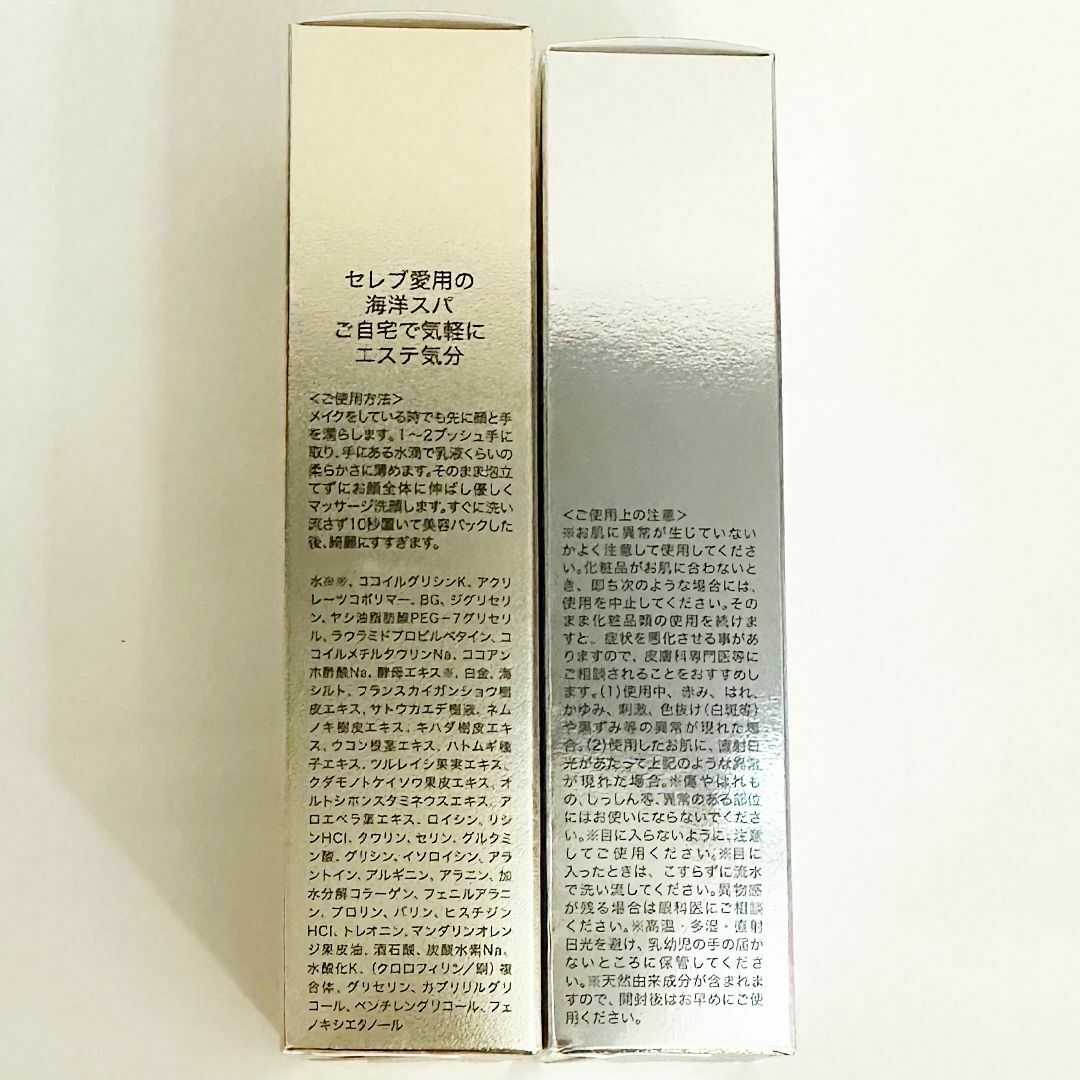 セレブ愛用の
海洋スパ
ご自宅で気軽に
エステ気分
<ご使用方法>
メイクをしている時でも先に顔と手
を濡らします。1〜2プッシュ手に
取り、手にある水滴で乳液くらいの
柔らかさに薄めます。そのまま泡立
てずにお顔全体に伸ばし優しく
マッサージ洗顔します。すぐに洗い
流さず10秒置いて美容パックした
後、綺麗にすすぎます。
ココイルグリシンK、アクリ
レーツコポリマー、BG、ジグリセリ
ン、ヤシ油脂肪酸PEG-7グリセリ
ル、ラウラミドプロピルベタイン、コ
コイルメチルタウリンNa、ココアン
ホ酢酸Na、酵母エキス※、白金、海
シルト、フランスカイガンショウ樹
皮エキス、サトウカエデ樹液、ネム
ノキ樹皮エキス、キハダ樹皮エキ
ス、ウコン根茎エキス、ハトムギ種
子エキス、ツルレイシ果実エキス、
クダモノトケイソウ果皮エキス、オ
ルトシホンスタミネウスエキス、ア
ロエベラ葉エキス、ロイシン、リシ
ンHCl、タウリン、セリン、グルタミ
ン酸、グリシン、イソロイシン、アラ
ントイン、アルギニン、アラニン、加
水分解コラーゲン、フェニルアラニ
ン、プロリン、バリン、ヒスチジン
HCl、トレオニン、マンダリンオレン
ジ果皮油、酒石酸、炭酸水素Na、
水酸化K、(クロロフィリン/銅)複
合体、グリセリン、カプリリルグリ
コール、ペンチレングリコール、フェ
ノキシエタノール
<ご使用上の注意>
※お肌に異常が生じていない
かよく注意して使用してくださ
い。化粧品がお肌に合わないと
き、即ち次のような場合には、
使用を中止してください。その
まま化粧品類の使用を続けま
すと、症状を悪化させる事があ
りますので、皮膚科専門医等に
ご相談されることをおすすめし
ます。(1)使用中、赤み、はれ、
かゆみ、刺激、色抜け(白斑等)
や黒ずみ等の異常が現れた場
合。(2)使用したお肌に、直射日
光があたって上記のような異常
が現れた場合。※傷やはれも
の、しっしん等、異常のある部位
にはお使いにならないでくださ
い。※目に入らないように、注意
してご使用ください。※目に
入ったときは、こすらずに流水
で洗い流してください。異物感
が残る場合は眼科医にご相談
ください。※高温・多湿・直射
日光を避け、乳幼児の手の届か
ないところに保管してくださ
い。※天然由来成分が含まれま
すので、開封後はお早めにご使
用ください。